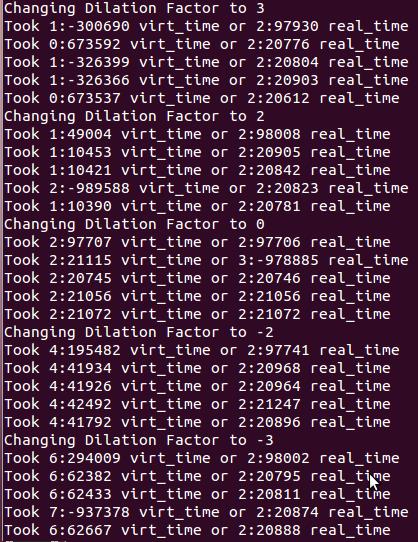 Changing Dilation Factor to 3
Took 1:-300690 virt_time or 2:97930 real_time
Took 0:673592 virt_time or 2:20776 real_time
Took 1:-326399 virt_time or 2:20804 real_time
Took 1:-326366 virt_time or 2:20903 real_time
Took 0:673537 virt_time or 2:20612 real_time
Changing Dilation Factor to 2
Took 1:49004 virt_time or 2:98008 real_time
Took 1:10453 virt_time or 2:20905 real_time
Took 1:10421 virt_time or 2:20842 real_time
Took 2:-989588 virt_time or 2:20823 real_time
Took 1:10390 virt_time or 2:20781 real_time
Changing Dilation Factor to 0
Took 2:97707 virt_time or 2:97706 real_time
Took 2:21115 virt_time or 3:-978885 real_time
Took 2:20745 virt_time or 2:20746 real_time
Took 2:21056 virt_time or 2:21056 real_time
Took 2:21072 virt_time or 2:21072 real_time
Changing Dilation Factor to -2
Took 4:195482 virt_time or 2:97741 real_time
Took 4:41934 virt_time or 2:20968 real_time
Took 4:41926 virt_time or 2:20964 real_time
Took 4:42492 virt_time or 2:21247 real_time
Took 4:41792 virt_time or 2:20896 real_time
Changing Dilation Factor to -3
Took 6:294009 virt_time or 2:98002 real_time
Took 6:62382 virt_time or 2:20795 real_time
Took 6:62433 virt_time or 2:20811 real_time
Took 7:-937378 virt_time or 2:20874 real_time
Took 6:62667 virt_time or 2:20888 real_time